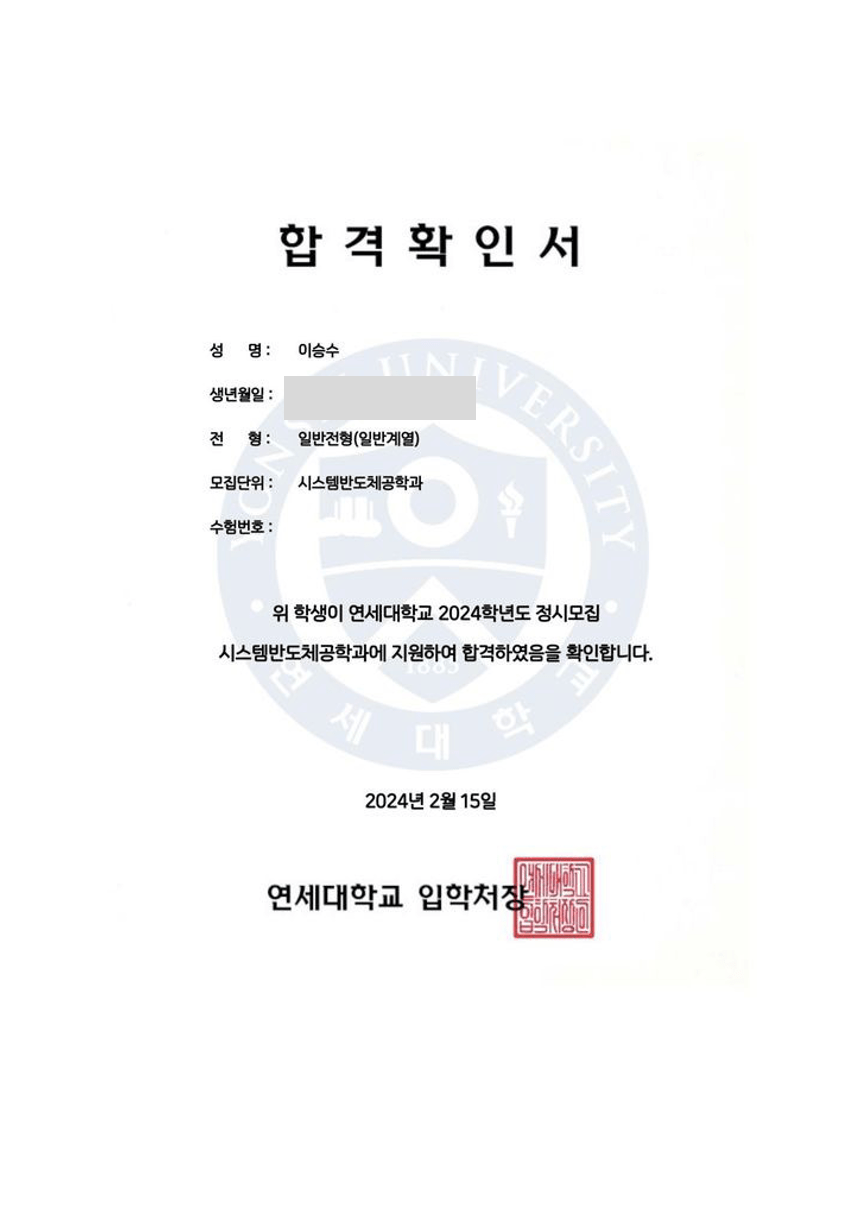 합격확인서
성 명 : 이승수
생년월일 :
전 형 : 일반전형(일반계열)
모집단위 : 시스템반도체공학과
수험번호 :
위 학생이 연세대학교 2024학년도 정시모집
시스템반도체공학과에 지원하여 합격하였음을 확인합니다.
2024년 2월 15일
연세대학교 입학처장
연세대학교
입학처장인
YONSEI UNIVERSITY
1885
연세대학교